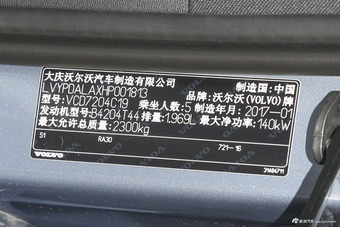 大庆沃尔沃汽车制造有限公司 制造国:中国
LVYPDALAXHP001813 品牌:沃尔沃(VOLVO)牌
型号:VCD7204C19 乘坐人数:5 制造年月:2017-01
发动机型号:B4204T44 排量:1.969L 最大净功率:140kW
最大允许总质量:2300kg
51 RA30 721-16
VOLVO 31484711